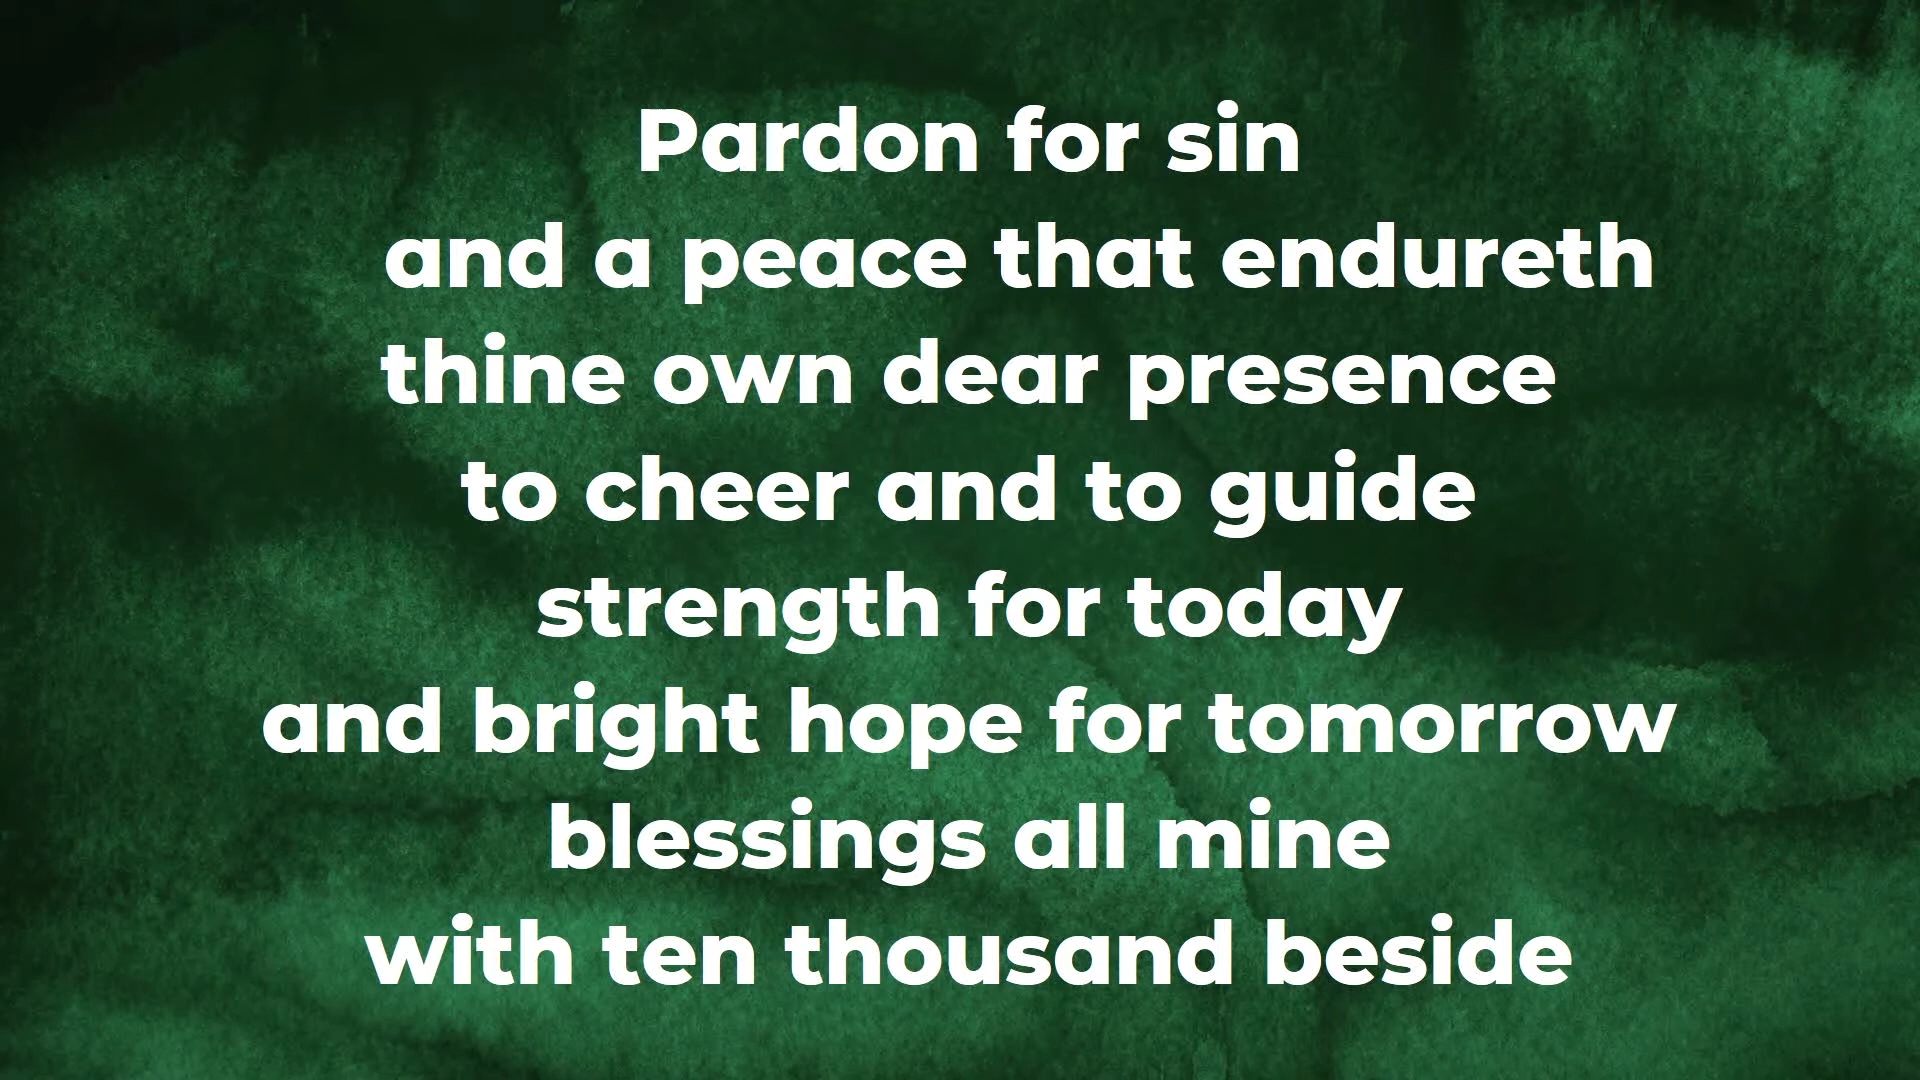 Pardon for sin
and a peace that endureth
thine own dear presence
to cheer and to guide
strength for today
and bright hope for tomorrow
blessings all mine
with ten thousand beside